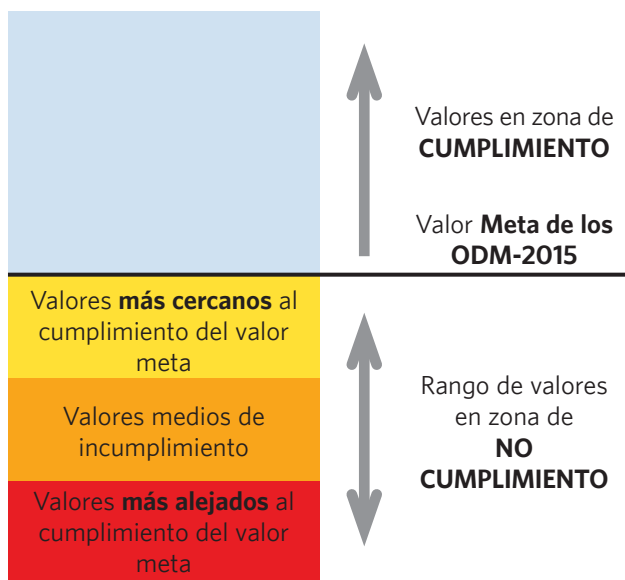 Valores en zona de
CUMPLIMIENTO
Valor Meta de los
ODM-2015
Valores más cercanos al
cumplimiento del valor
meta
Valores medios de
incumplimiento
Valores más alejados al
cumplimiento del valor
meta
Rango de valores
en zona de
NO
CUMPLIMIENTO